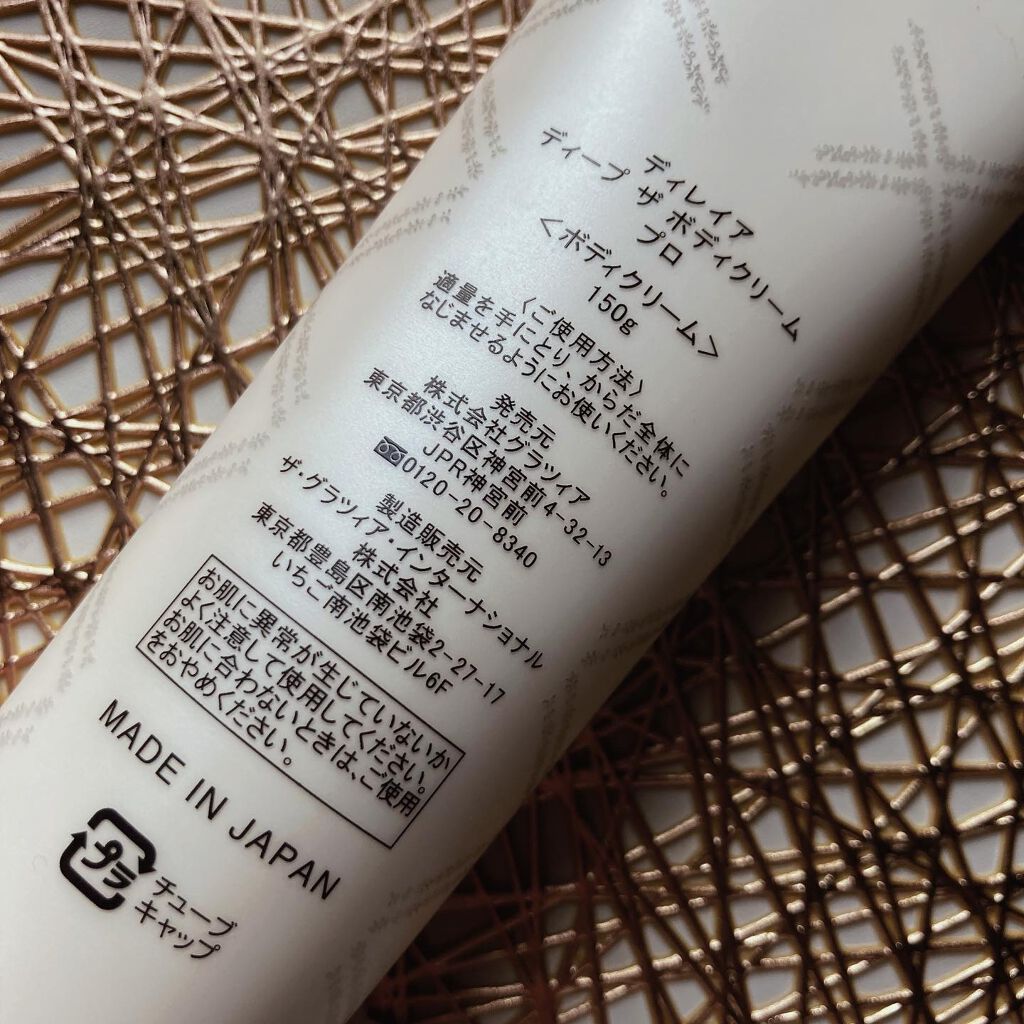 ディレイア
ディープ ザ ボディクリーム
プロ
＜ボディクリーム＞
150g
〈ご使用方法〉
適量を手にとり、からだ全体に
なじませるようにお使いください。
発売元
株式会社グラツィア
東京都渋谷区神宮前4-32-13
JPR神宮前
0120-20-8340
製造販売元
ザ・グラツィア・インターナショナル
株式会社
東京都豊島区南池袋2-27-17
いちご南池袋ビル6F
お肌に異常が生じていないか
よく注意して使用してください。
お肌に合わないときは、ご使用
をおやめください。
MADE IN JAPAN
プラ
チューブ
キャップ